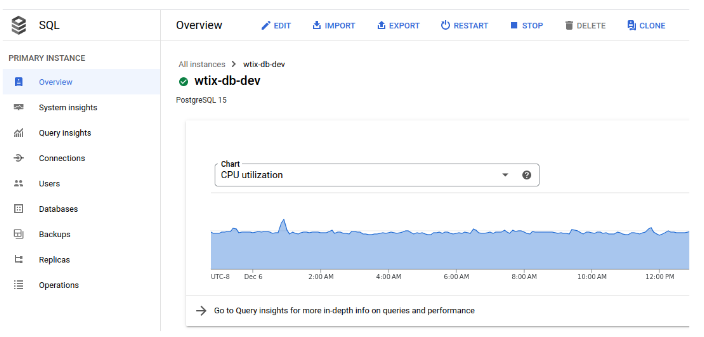 SQL
Overview
EDIT
IMPORT
EXPORT
RESTART
STOP
DELETE
CLONE
PRIMARY INSTANCE
Overview
System insights
Query insights
Connections
Users
Databases
Backups
Replicas
Operations
All instances > wtix-db-dev
wtix-db-dev
PostgreSQL 15
Chart
CPU utilization
UTC-8 Dec 6 2:00 AM 4:00 AM 6:00 AM 8:00 AM 10:00 AM 12:00 PM
Go to Query insights for more in-depth info on queries and performance